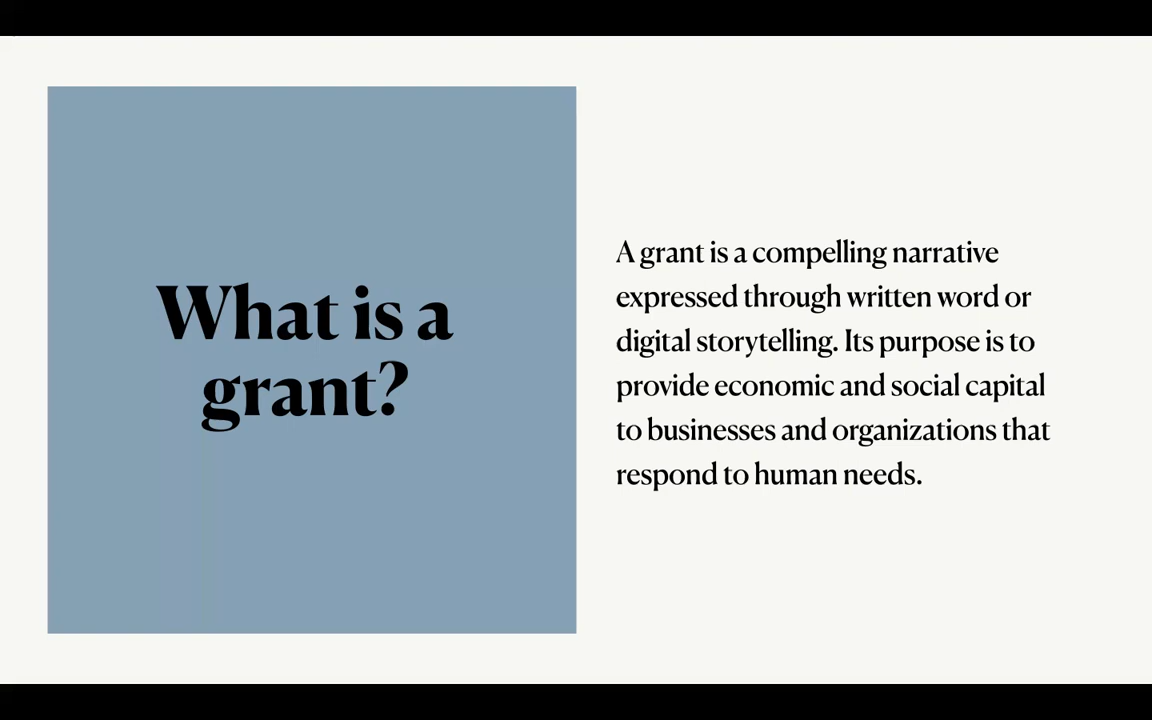 What is a
grant?
A grant is a compelling narrative
expressed through written word or
digital storytelling. Its purpose is to
provide economic and social capital
to businesses and organizations that
respond to human needs.